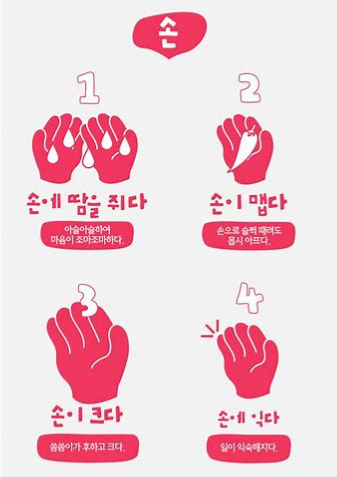 손
1
손에 땀을 쥐다
아슬아슬하여
마음이 조마조마하다.
2
손이 맵다
손으로 슬쩍 때려도
몹시 아프다.
3
손이 크다
씀씀이가 후하고 크다.
4
손에 익다
일이 익숙해지다.